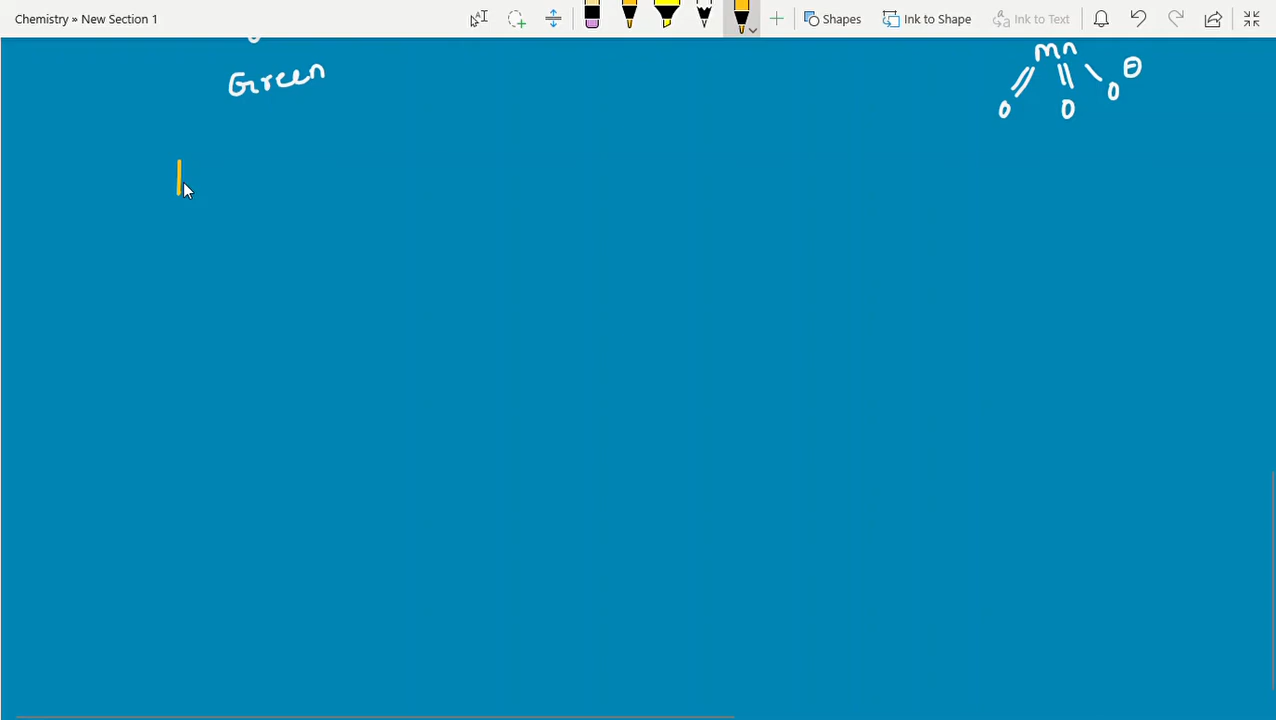 Chemistry » New Section 1
Shapes
Ink to Shape
Ink to Text
Green
Mn
O O O ⊖